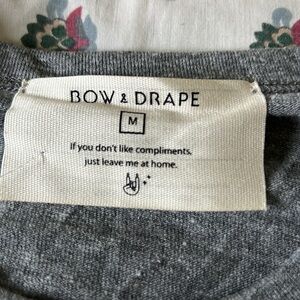 BOW & DRAPE
M
If you don't like compliments,
just leave me at home.